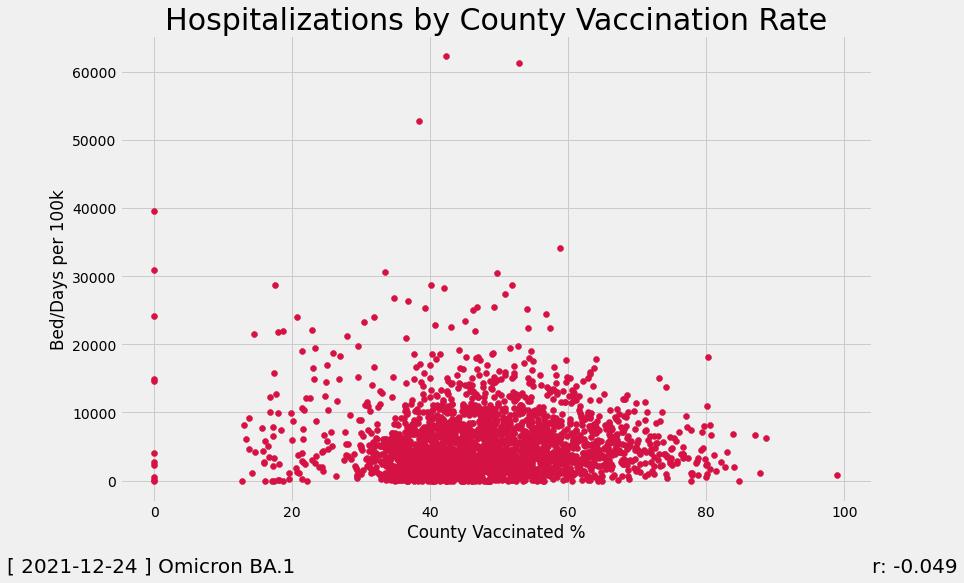 Hospitalizations by County Vaccination Rate
60000
50000
40000
30000
20000
10000
0
Bed/Days per 100k
0 20 40 60 80 100
County Vaccinated %
[ 2021-12-24 ] Omicron BA.1
r: -0.049